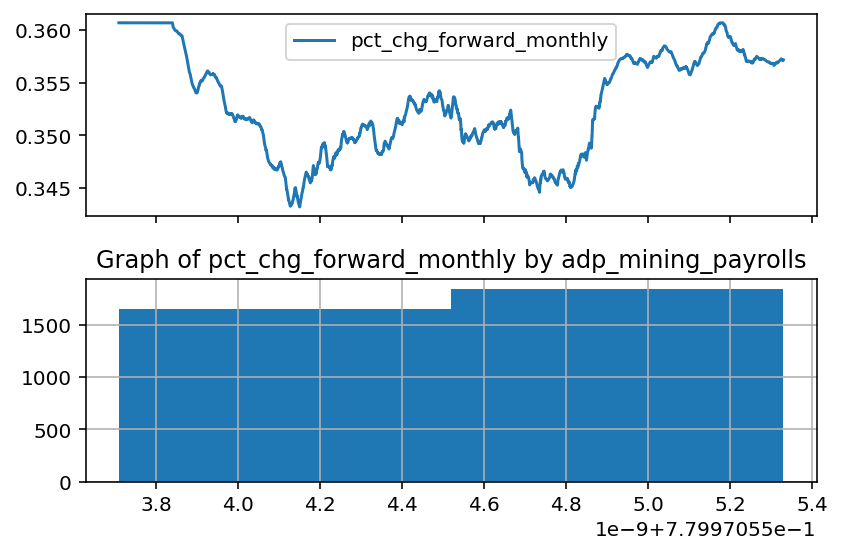 0.360
0.355
0.350
0.345
pct_chg_forward_monthly
Graph of pct_chg_forward_monthly by adp_mining_payrolls
1500
1000
500
0
3.8 4.0 4.2 4.4 4.6 4.8 5.0 5.2 5.4
1e−9+7.7997055e−1